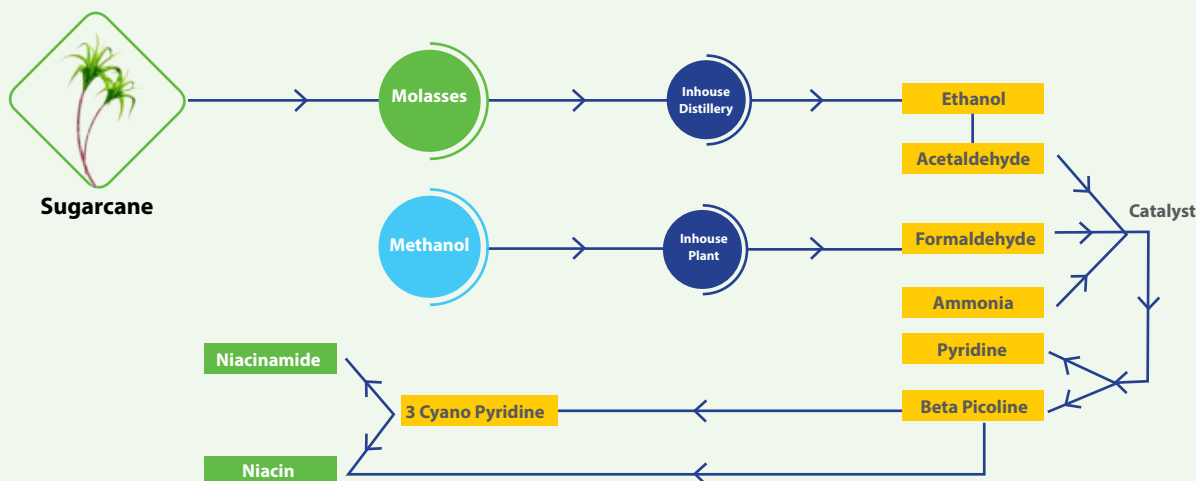 Sugarcane
Molasses
Inhouse
Distillery
Ethanol
Acetaldehyde
Catalyst
Methanol
Inhouse
Plant
Formaldehyde
Ammonia
Pyridine
Niacinamide
3 Cyano Pyridine
Beta Picoline
Niacin